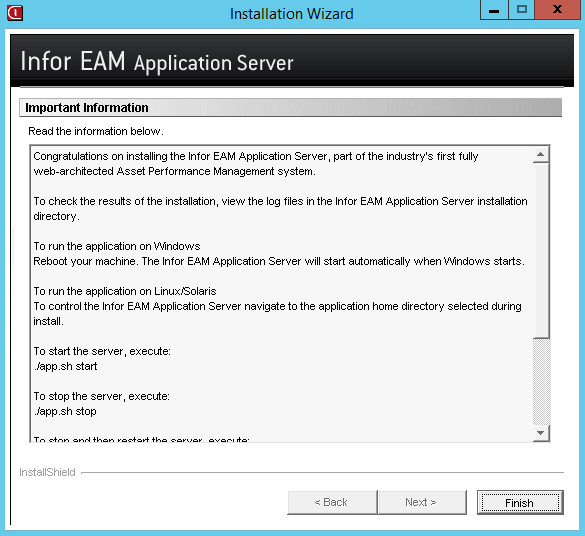 Installation Wizard
Infor EAM Application Server
Important Information
Read the information below.
Congratulations on installing the Infor EAM Application Server, part of the industry's first fully
web-architected Asset Performance Management system.
To check the results of the installation, view the log files in the Infor EAM Application Server installation
directory.
To run the application on Windows
Reboot your machine. The Infor EAM Application Server will start automatically when Windows starts.
To run the application on Linux/Solaris
To control the Infor EAM Application Server navigate to the application home directory selected during
install.
To start the server, execute:
./app.sh start
To stop the server, execute:
./app.sh stop
To stop and then restart the server, execute:
InstallShield
< Back
Next >
Finish